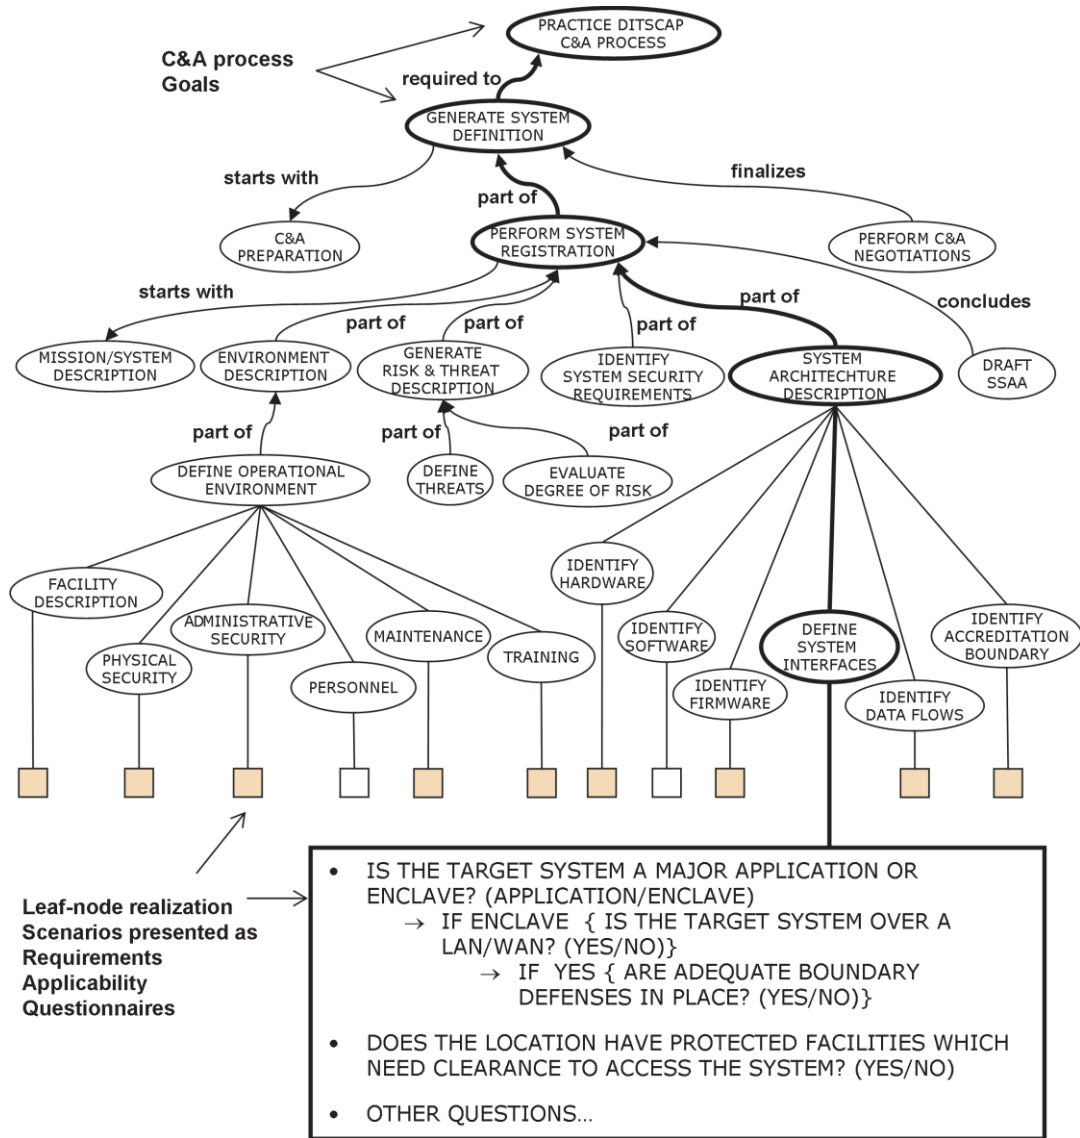 PRACTICE DITSCAP
C&A PROCESS
C&A process
Goals
required to
GENERATE SYSTEM
DEFINITION
starts with
part of
finalizes
C&A
PREPARATION
PERFORM SYSTEM
REGISTRATION
PERFORM C&A
NEGOTIATIONS
starts with
part of
part of
part of
part of
concludes
MISSION/SYSTEM
DESCRIPTION
ENVIRONMENT
DESCRIPTION
GENERATE
RISK & THREAT
DESCRIPTION
IDENTIFY
SYSTEM SECURITY
REQUIREMENTS
SYSTEM
ARCHITECHTURE
DESCRIPTION
DRAFT
SSAA
part of
part of
part of
DEFINE OPERATIONAL
ENVIRONMENT
DEFINE
THREATS
EVALUATE
DEGREE OF RISK
FACILITY
DESCRIPTION
PHYSICAL
SECURITY
ADMINISTRATIVE
SECURITY
PERSONNEL
MAINTENANCE
TRAINING
IDENTIFY
HARDWARE
IDENTIFY
SOFTWARE
IDENTIFY
FIRMWARE
DEFINE
SYSTEM
INTERFACES
IDENTIFY
DATA FLOWS
IDENTIFY
ACCREDITATION
BOUNDARY
Leaf-node realization
Scenarios presented as
Requirements
Applicability
Questionnaires
• IS THE TARGET SYSTEM A MAJOR APPLICATION OR
ENCLAVE? (APPLICATION/ENCLAVE)
→ IF ENCLAVE { IS THE TARGET SYSTEM OVER A
LAN/WAN? (YES/NO)}
→ IF YES { ARE ADEQUATE BOUNDARY
DEFENSES IN PLACE? (YES/NO)}
• DOES THE LOCATION HAVE PROTECTED FACILITIES WHICH
NEED CLEARANCE TO ACCESS THE SYSTEM? (YES/NO)
• OTHER QUESTIONS…